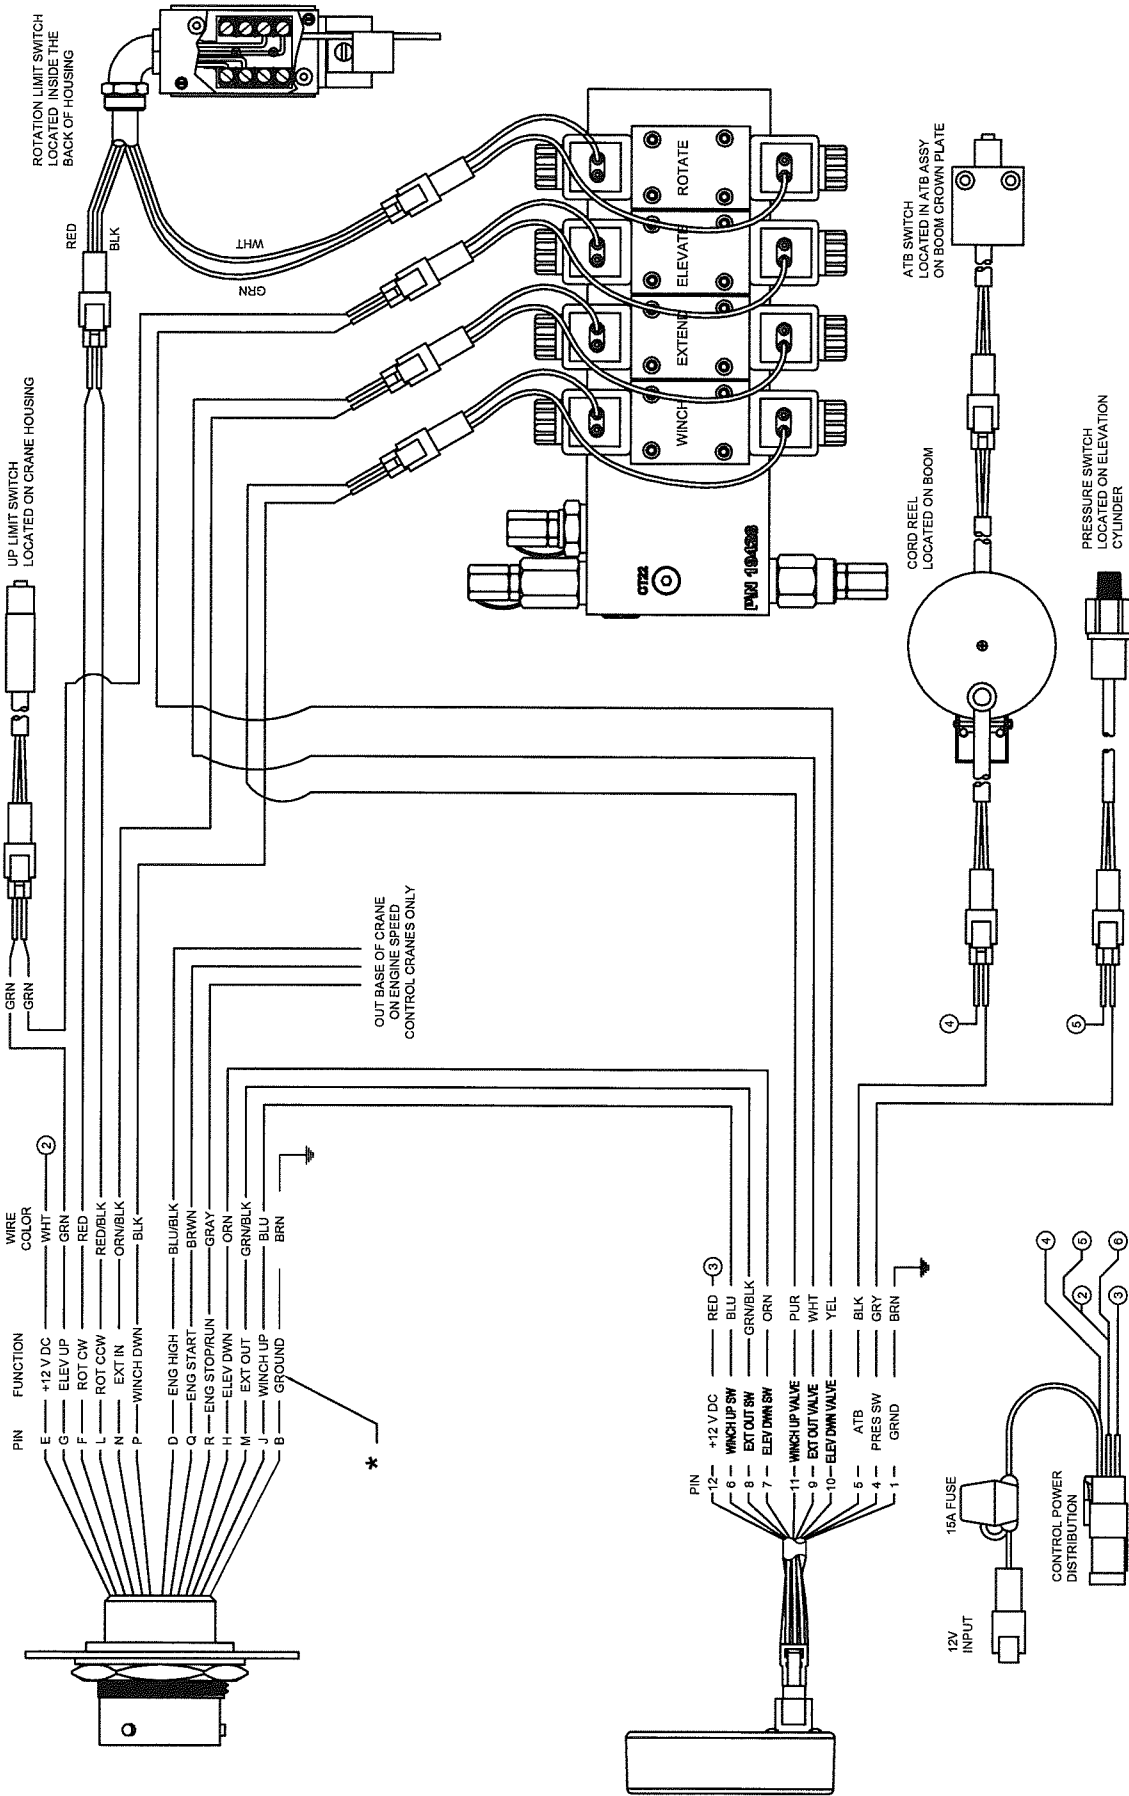 ROTATION LIMIT SWITCH
LOCATED INSIDE THE
BACK OF HOUSING
RED
BLK
WHT
GRN
UP LIMIT SWITCH
LOCATED ON CRANE HOUSING
GRN
GRN
ROTATE
ELEVATE
EXTEND
WINCH
CT22
P/N 19436
ATB SWITCH
LOCATED IN ATB ASSY
ON BOOM CROWN PLATE
CORD REEL
LOCATED ON BOOM
PRESSURE SWITCH
LOCATED ON ELEVATION
CYLINDER
OUT BASE OF CRANE
ON ENGINE SPEED
CONTROL CRANES ONLY
4
5
PIN FUNCTION WIRE
COLOR
E +12 V DC WHT 2
G ELEV UP GRN
F ROT CW RED
L ROT CCW RED/BLK
N EXT IN ORN/BLK
P WINCH DWN BLK
D ENG HIGH BLU/BLK
Q ENG START BRWN
R ENG STOP/RUN GRAY
H ELEV DWN ORN
M EXT OUT GRN/BLK
J WINCH UP BLU
B GROUND BRN
*
PIN
12 +12 V DC RED 3
6 WINCH UP SW BLU
8 EXT OUT SW GRN/BLK
7 ELEV DWN SW ORN
11 WINCH UP VALVE PUR
9 EXT OUT VALVE WHT
10 ELEV DWN VALVE YEL
5 ATB BLK
4 PRES SW GRY
1 GRND BRN
15A FUSE
12V
INPUT
CONTROL POWER
DISTRIBUTION
4
5
2
6
3